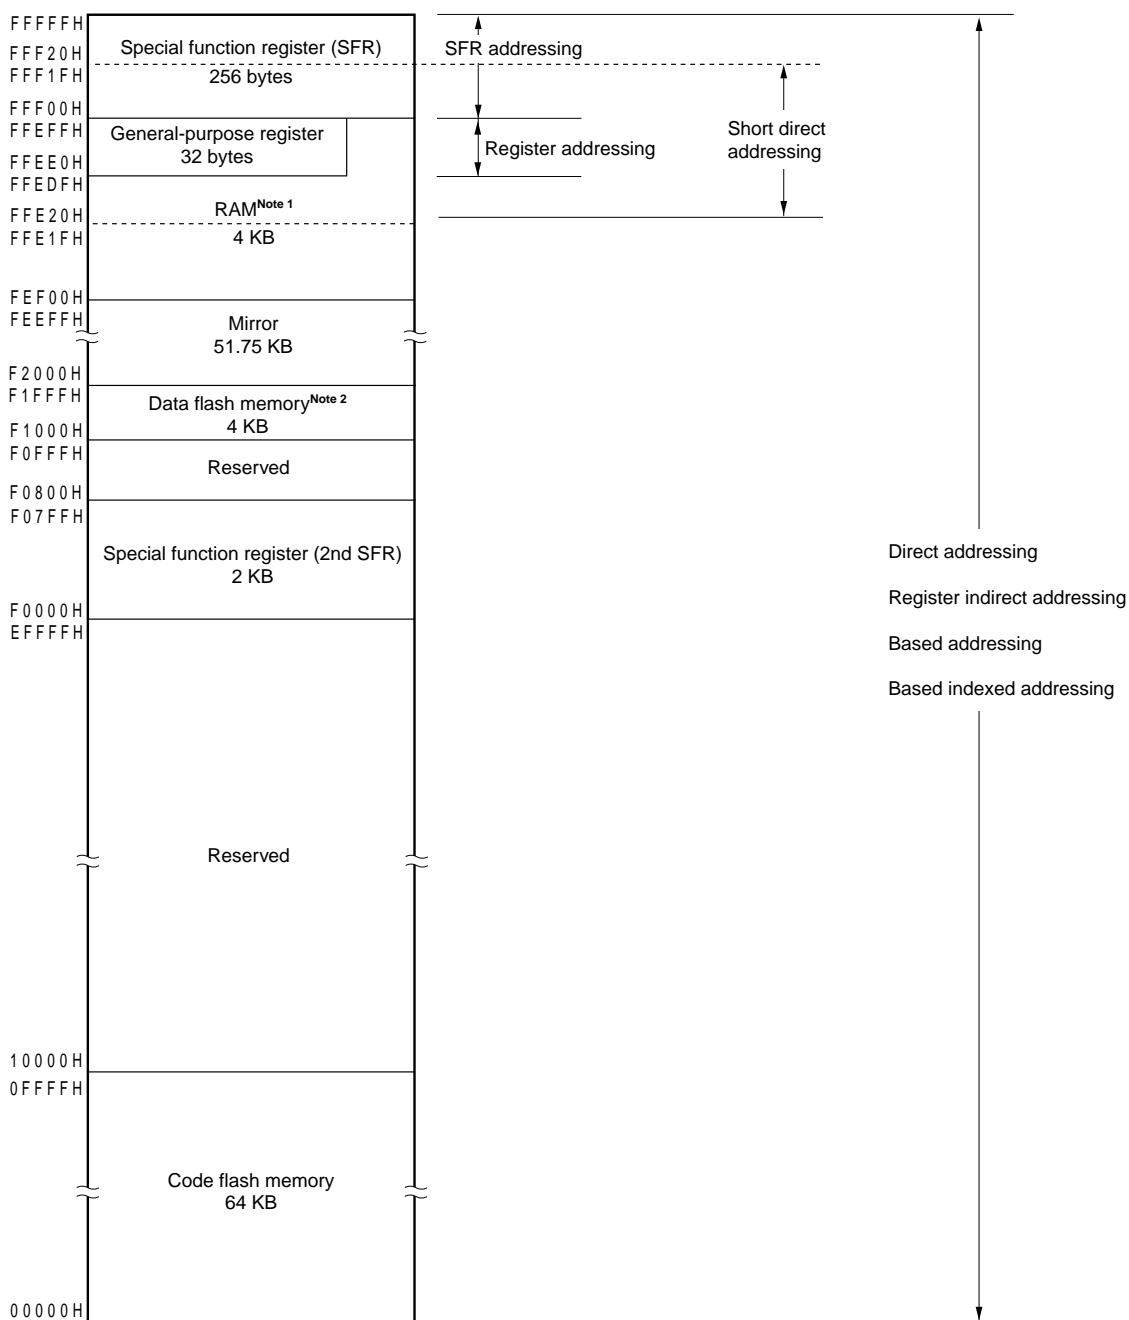 FFFFFH
Special function register (SFR)
SFR addressing
FFF20H
FFF1FH
256 bytes
FFF00H
FFEFFH
General-purpose register
32 bytes
Register addressing
Short direct
addressing
FFEE0H
FFEDFH
RAM Note 1
FFE20H
FFE1FH
4 KB
FEF00H
FEEFFH
Mirror
51.75 KB
F2000H
F1FFFH
Data flash memory Note 2
4 KB
F1000H
F0FFFH
Reserved
F0800H
F07FFH
Special function register (2nd SFR)
2 KB
F0000H
EFFFFH
Direct addressing
Register indirect addressing
Based addressing
Based indexed addressing
Reserved
10000H
0FFFFH
Code flash memory
64 KB
00000H